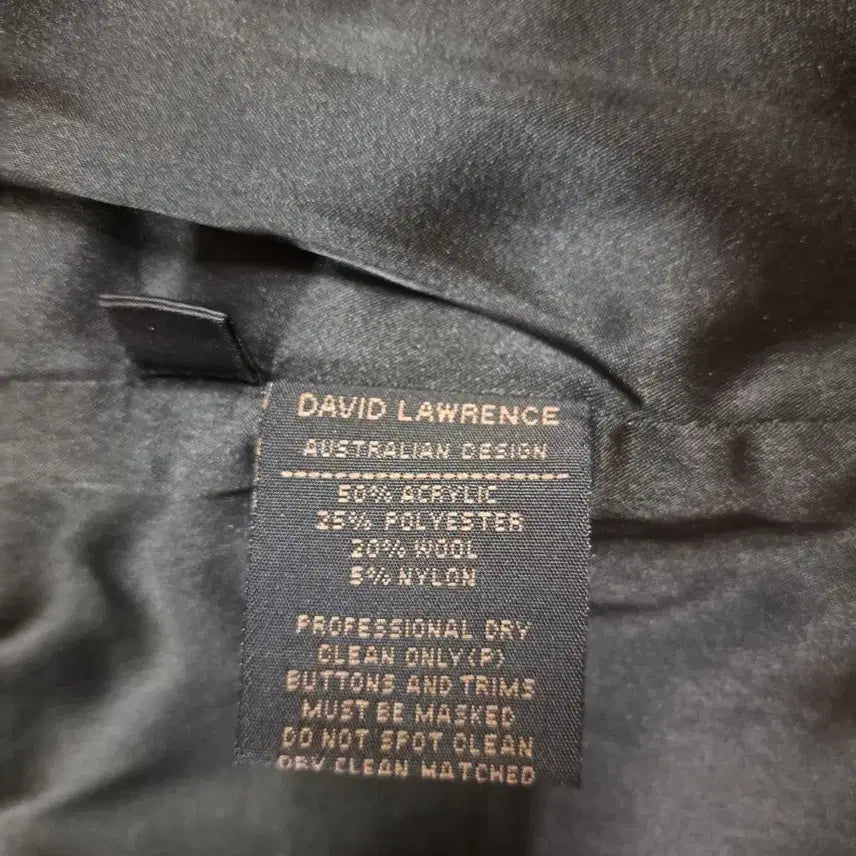 DAVID LAWRENCE
AUSTRALIAN DESIGN
50% ACRYLIC
25% POLYESTER
20% WOOL
5% NYLON
PROFESSIONAL DRY
CLEAN ONLY(P)
BUTTONS AND TRIMS
MUST BE MASKED
DO NOT SPOT CLEAN
DRY CLEAN MATCHED